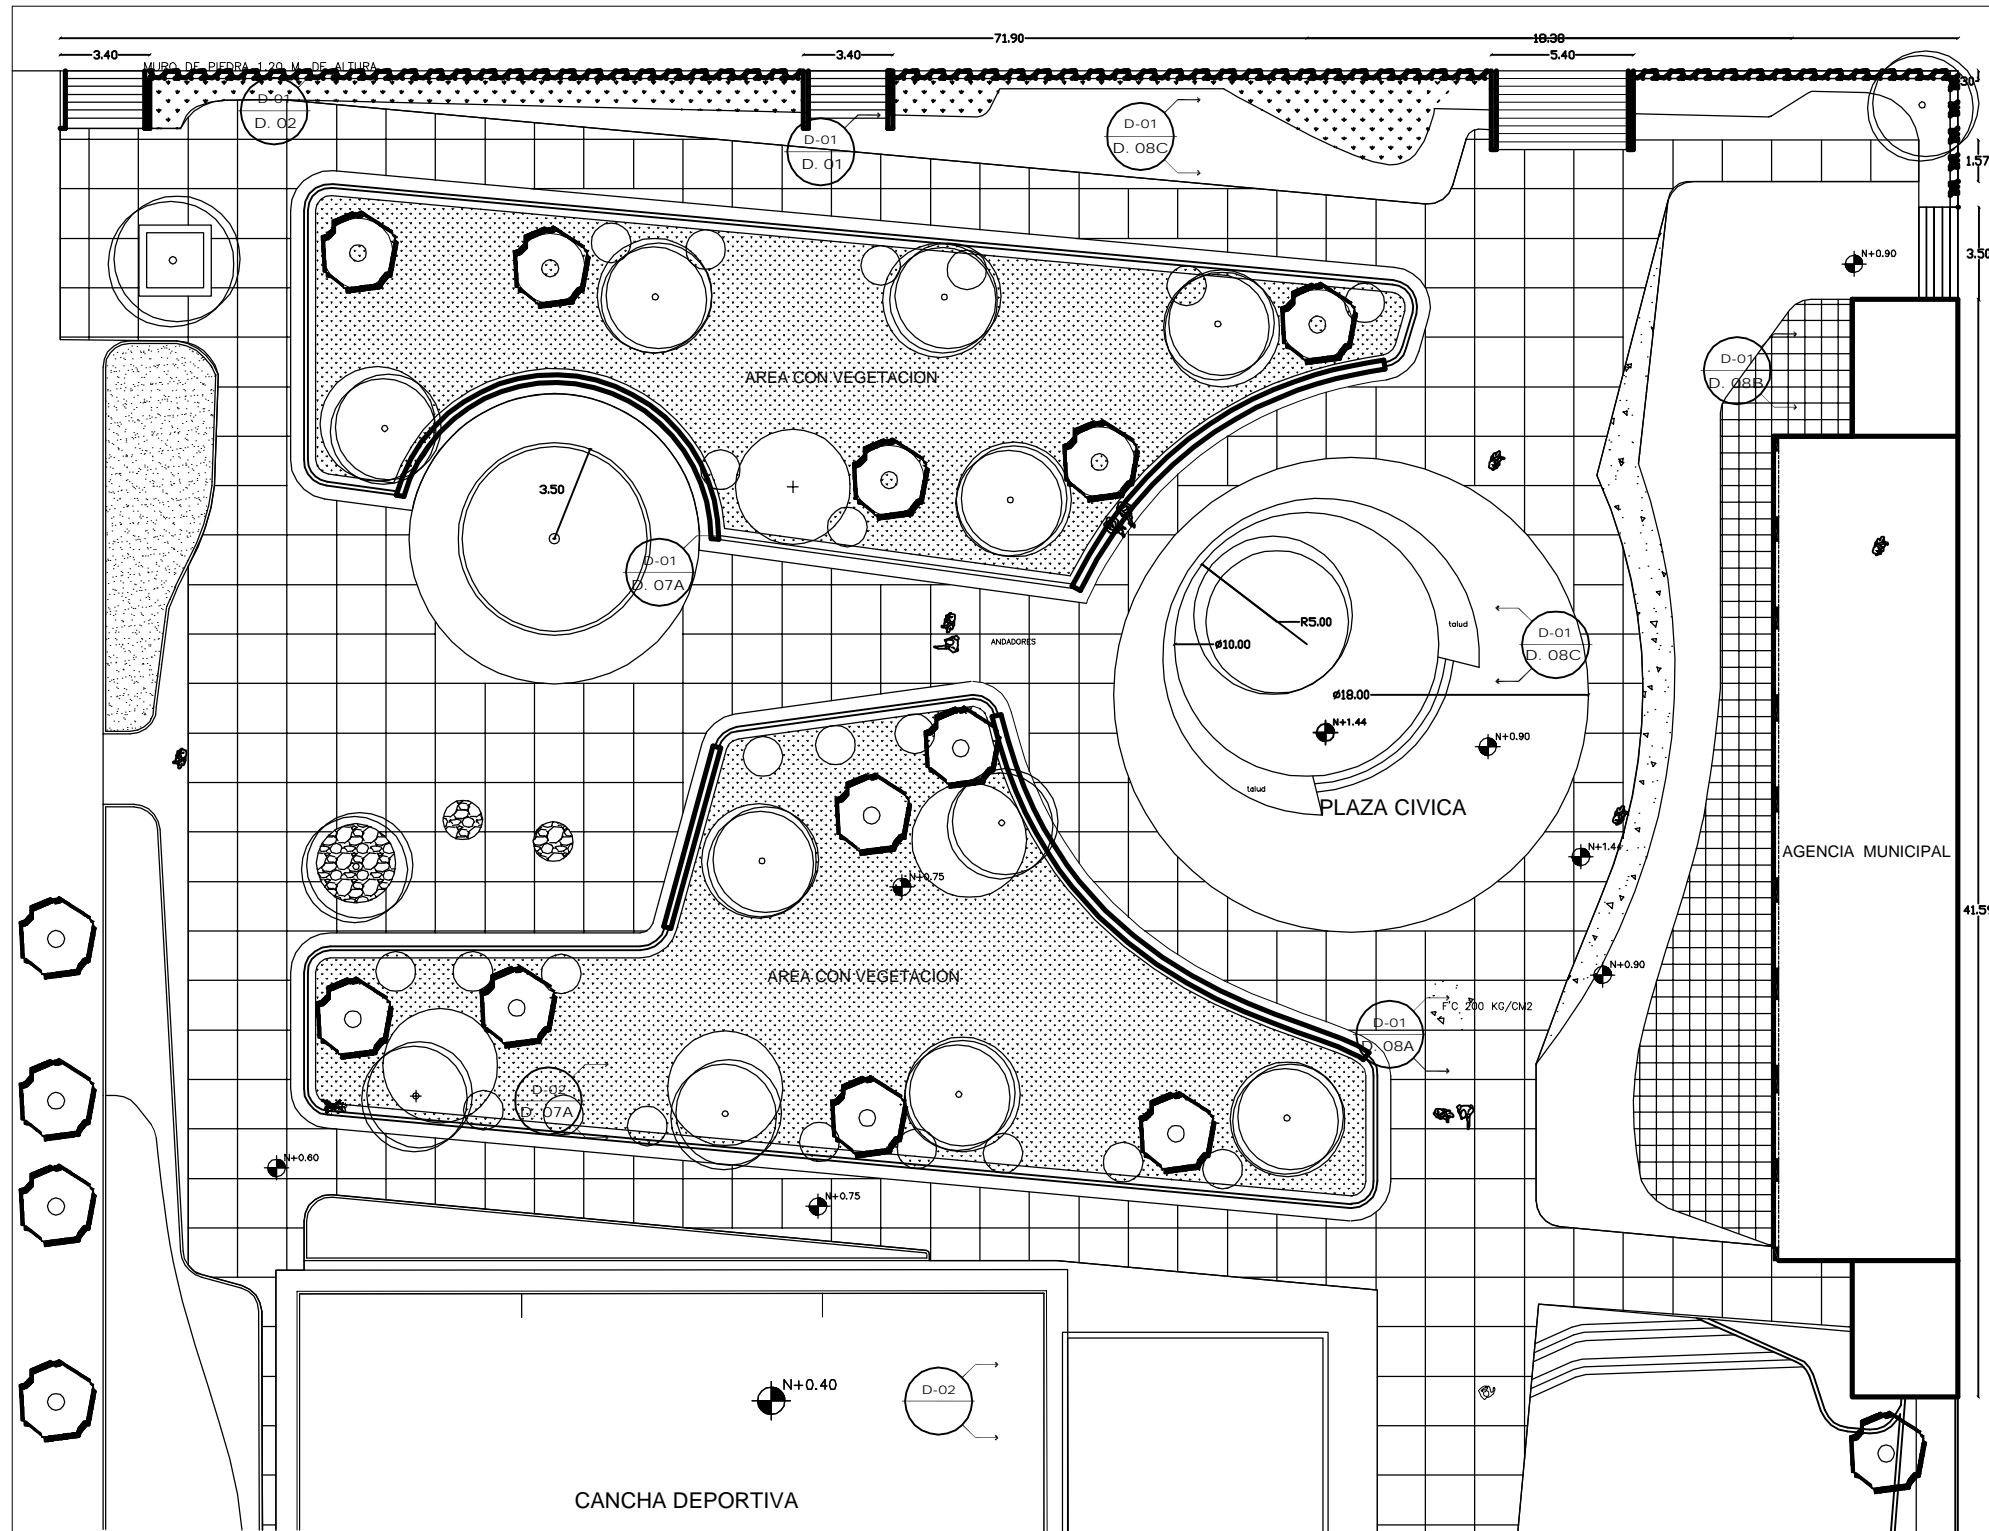 71.90
18.38
3.40
3.40
5.40
MURO DE PIEDRA 1.20 M. DE ALTURA
.30
D-01
D. 02
D-01
D. 01
D-01
D. 08C
1.57
3.50
N+0.90
D-01
D. 08B
AREA CON VEGETACION
3.50
D-01
D. 07A
ANDADORES
R5.00
talud
ø10.00
D-01
D. 08C
ø18.00
N+1.44
N+0.90
talud
PLAZA CIVICA
N+1.44
AGENCIA MUNICIPAL
N+0.75
41.59
AREA CON VEGETACION
N+0.90
F'C 200 KG/CM2
D-01
D. 08A
D-02
D. 07A
N+0.60
N+0.75
N+0.40
D-02
CANCHA DEPORTIVA